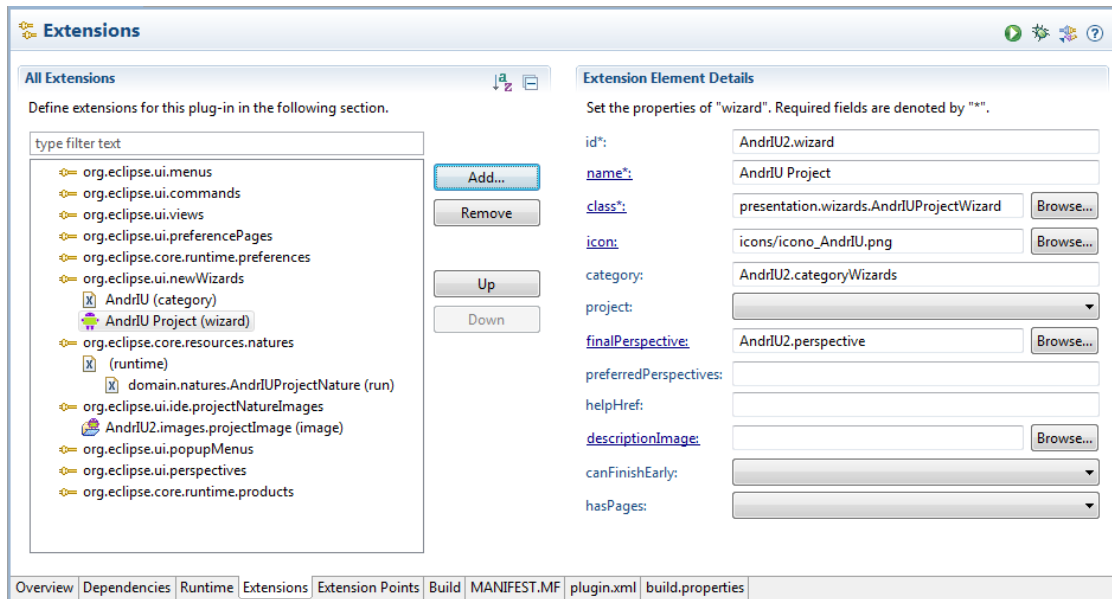 Extensions
All Extensions
Define extensions for this plug-in in the following section.
type filter text
org.eclipse.ui.menus
org.eclipse.ui.commands
org.eclipse.ui.views
org.eclipse.ui.preferencePages
org.eclipse.core.runtime.preferences
org.eclipse.ui.newWizards
AndrIU (category)
AndrIU Project (wizard)
org.eclipse.core.resources.natures
(runtime)
domain.natures.AndrIUProjectNature (run)
org.eclipse.ui.ide.projectNatureImages
AndrIU2.images.projectImage (image)
org.eclipse.ui.popupMenus
org.eclipse.ui.perspectives
org.eclipse.core.runtime.products
Add...
Remove
Up
Down
Extension Element Details
Set the properties of "wizard". Required fields are denoted by "*".
id*: AndrIU2.wizard
name*: AndrIU Project
class*: presentation.wizards.AndrIUProjectWizard Browse...
icon: icons/icono_AndrIU.png Browse...
category: AndrIU2.categoryWizards
project:
finalPerspective: AndrIU2.perspective Browse...
preferredPerspectives:
helpHref:
descriptionImage: Browse...
canFinishEarly:
hasPages:
Overview Dependencies Runtime Extensions Extension Points Build MANIFEST.MF plugin.xml build.properties